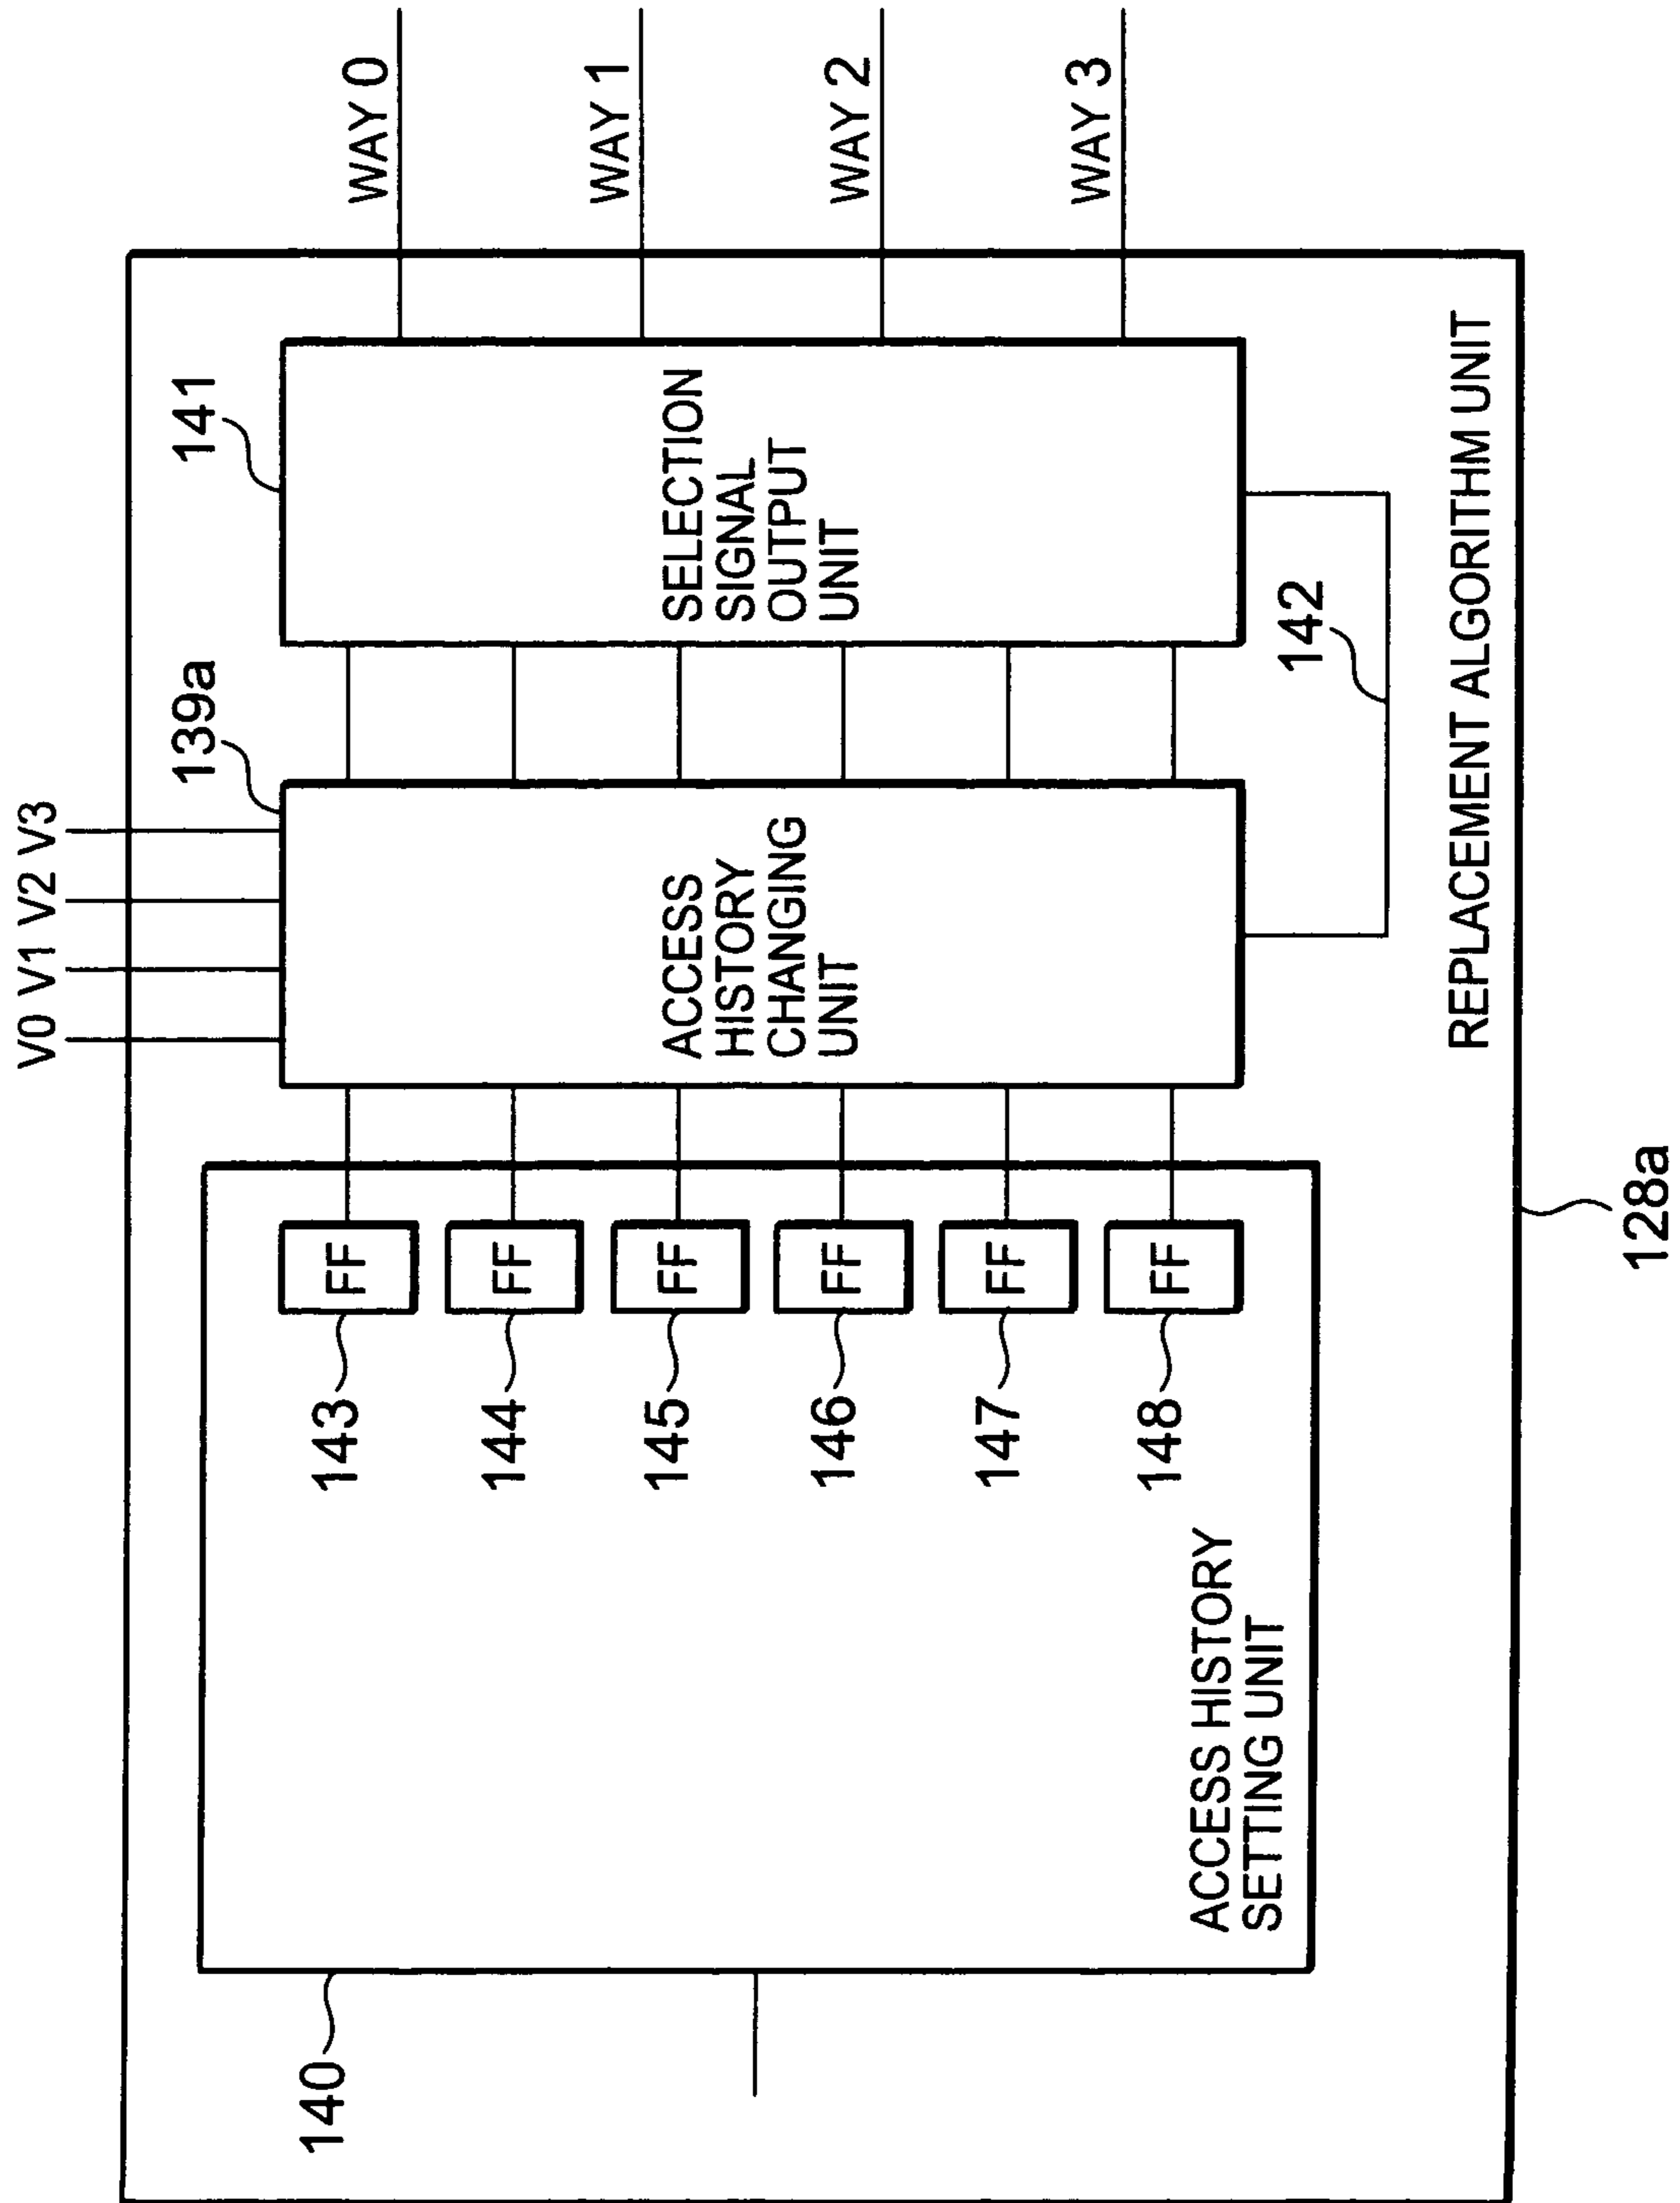 V0 V1 V2 V3
140
143
144
145
146
147
148
FF
FF
FF
FF
FF
FF
ACCESS HISTORY
SETTING UNIT
139a
ACCESS
HISTORY
CHANGING
UNIT
141
SELECTION
SIGNAL
OUTPUT
UNIT
142
WAY 0
WAY 1
WAY 2
WAY 3
REPLACEMENT ALGORITHM UNIT
128a